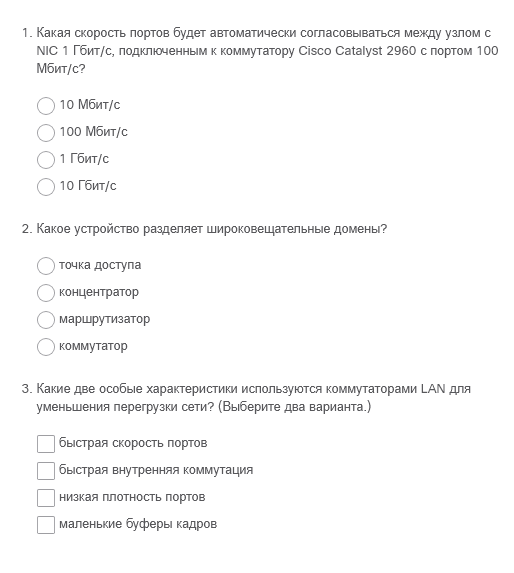 1. Какая скорость портов будет автоматически согласовываться между узлом с
NIC 1 Гбит/с, подключенным к коммутатору Cisco Catalyst 2960 с портом 100
Мбит/с?
10 Мбит/с
100 Мбит/с
1 Гбит/с
10 Гбит/с
2. Какое устройство разделяет широковещательные домены?
точка доступа
концентратор
маршрутизатор
коммутатор
3. Какие две особые характеристики используются коммутаторами LAN для
уменьшения перегрузки сети? (Выберите два варианта.)
быстрая скорость портов
быстрая внутренняя коммутация
низкая плотность портов
маленькие буферы кадров